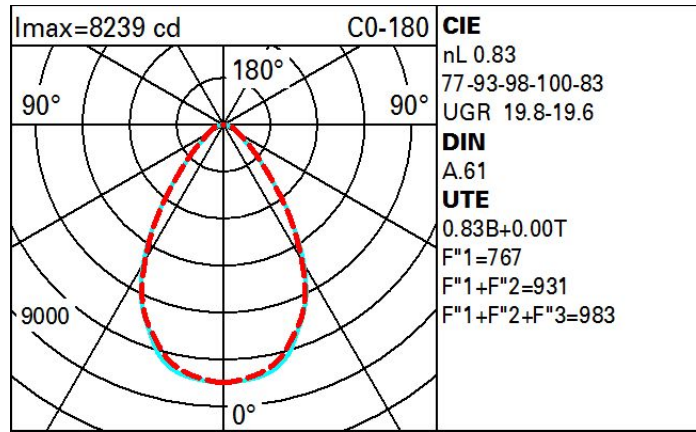 Imax=8239 cd C0-180
180°
90° 90°
9000
0°
CIE
nL 0.83
77-93-98-100-83
UGR 19.8-19.6
DIN
A.61
UTE
0.83B+0.00T
F"1=767
F"1+F"2=931
F"1+F"2+F"3=983